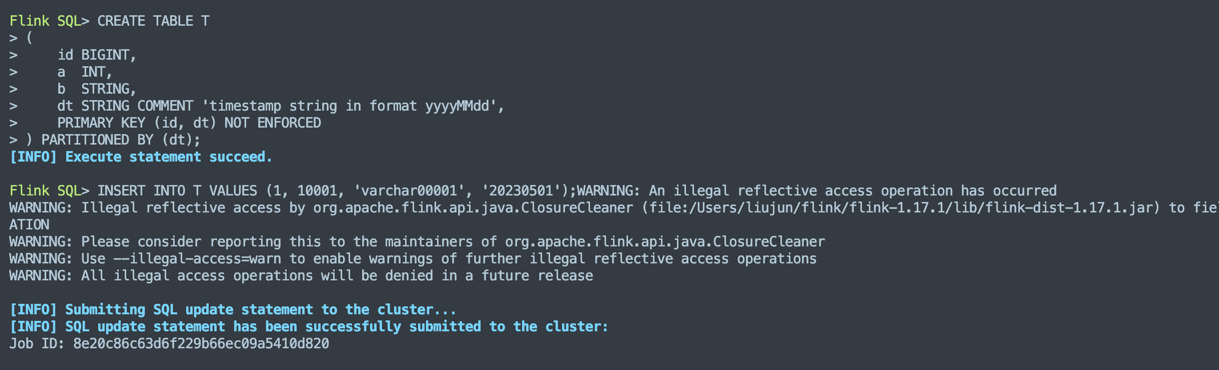 Flink SQL> CREATE TABLE T
> (
>     id BIGINT,
>     a  INT,
>     b  STRING,
>     dt STRING COMMENT 'timestamp string in format yyyyMMdd',
>     PRIMARY KEY (id, dt) NOT ENFORCED
> ) PARTITIONED BY (dt);
[INFO] Execute statement succeed.
Flink SQL> INSERT INTO T VALUES (1, 10001, 'varchar00001', '20230501');WARNING: An illegal reflective access operation has occurred
WARNING: Illegal reflective access by org.apache.flink.api.java.ClosureCleaner (file:/Users/liujun/flink/flink-1.17.1/lib/flink-dist-1.17.1.jar) to fiel
ATION
WARNING: Please consider reporting this to the maintainers of org.apache.flink.api.java.ClosureCleaner
WARNING: Use --illegal-access=warn to enable warnings of further illegal reflective access operations
WARNING: All illegal access operations will be denied in a future release
[INFO] Submitting SQL update statement to the cluster...
[INFO] SQL update statement has been successfully submitted to the cluster:
Job ID: 8e20c86c63d6f229b66ec09a5410d820